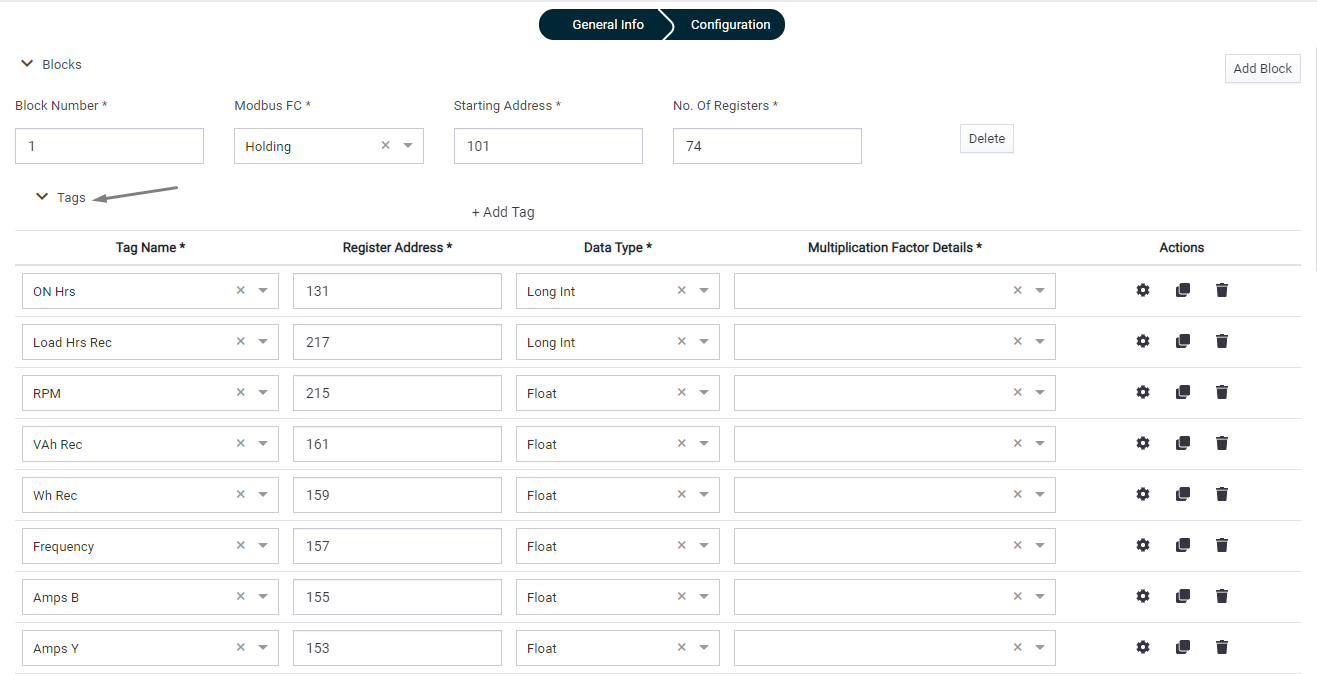 General Info Configuration
Blocks
Add Block
Block Number * Modbus FC * Starting Address * No. Of Registers *
1 Holding 101 74 Delete
Tags
+ Add Tag
Tag Name * Register Address * Data Type * Multiplication Factor Details * Actions
ON Hrs 131 Long Int
Load Hrs Rec 217 Long Int
RPM 215 Float
VAh Rec 161 Float
Wh Rec 159 Float
Frequency 157 Float
Amps B 155 Float
Amps Y 153 Float